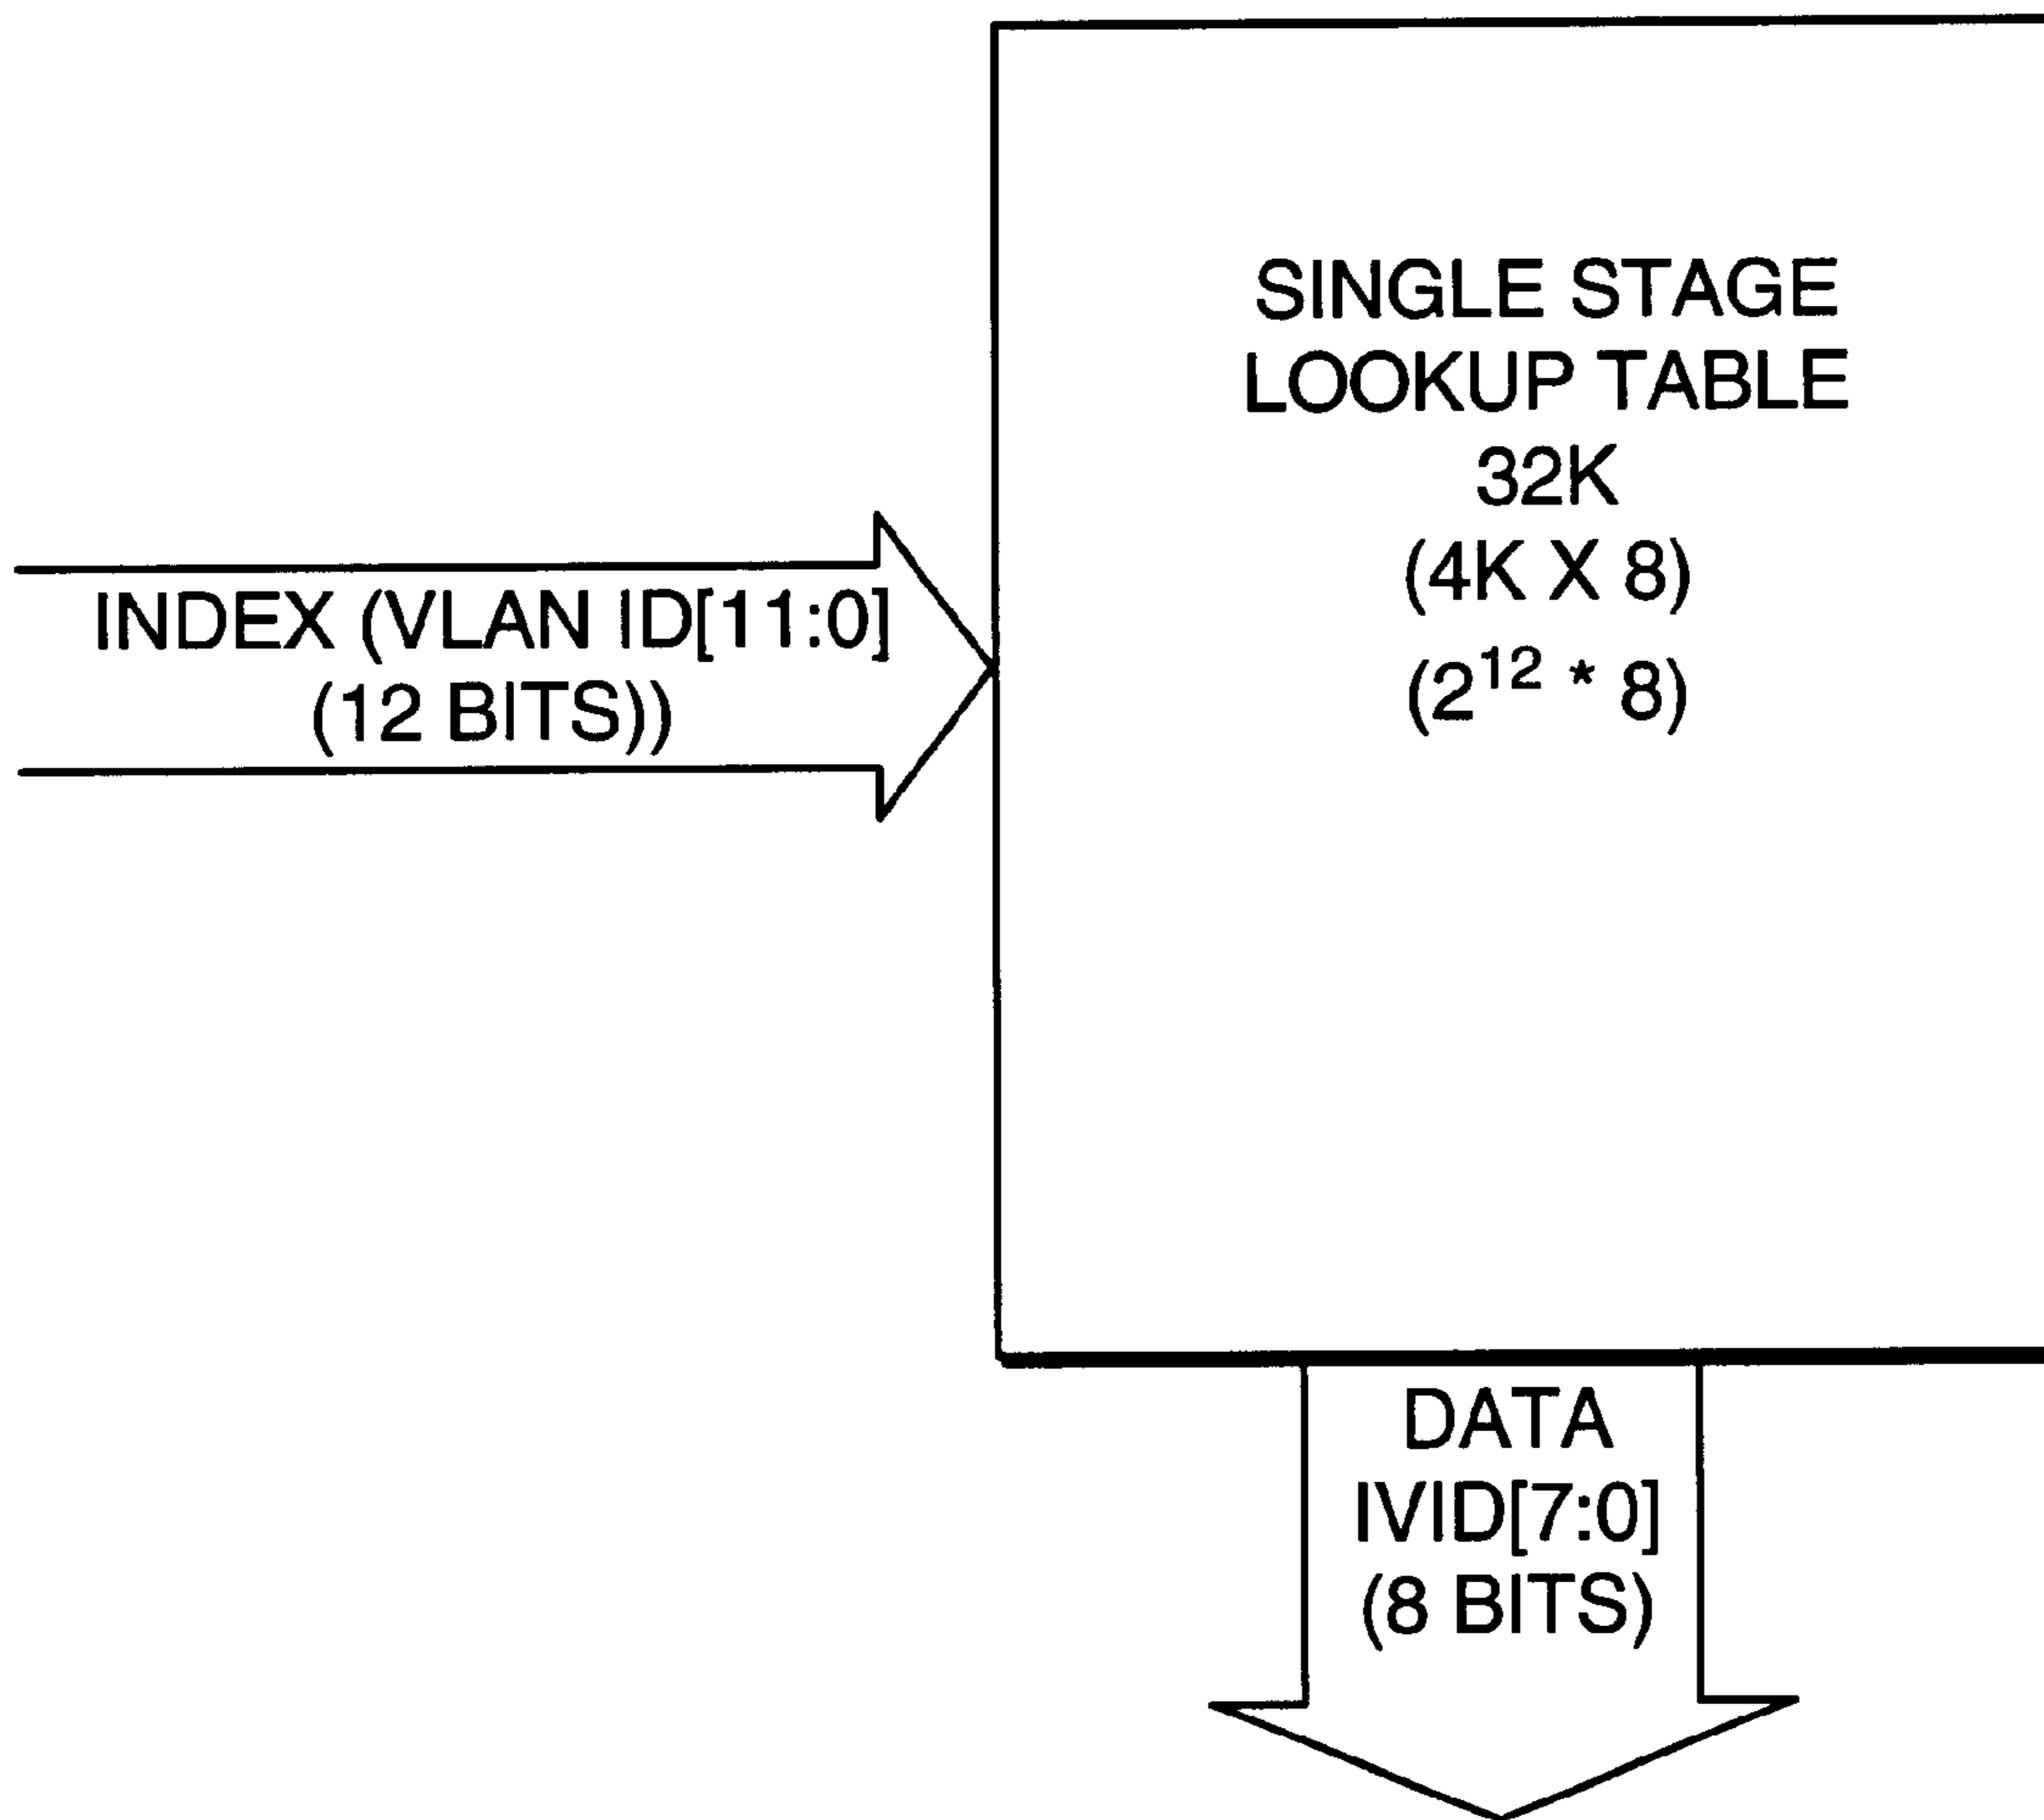 SINGLE STAGE
LOOKUP TABLE
32K
(4K X 8)
(2¹² * 8)
INDEX (VLAN ID[11:0]
(12 BITS))
DATA
IVID[7:0]
(8 BITS)